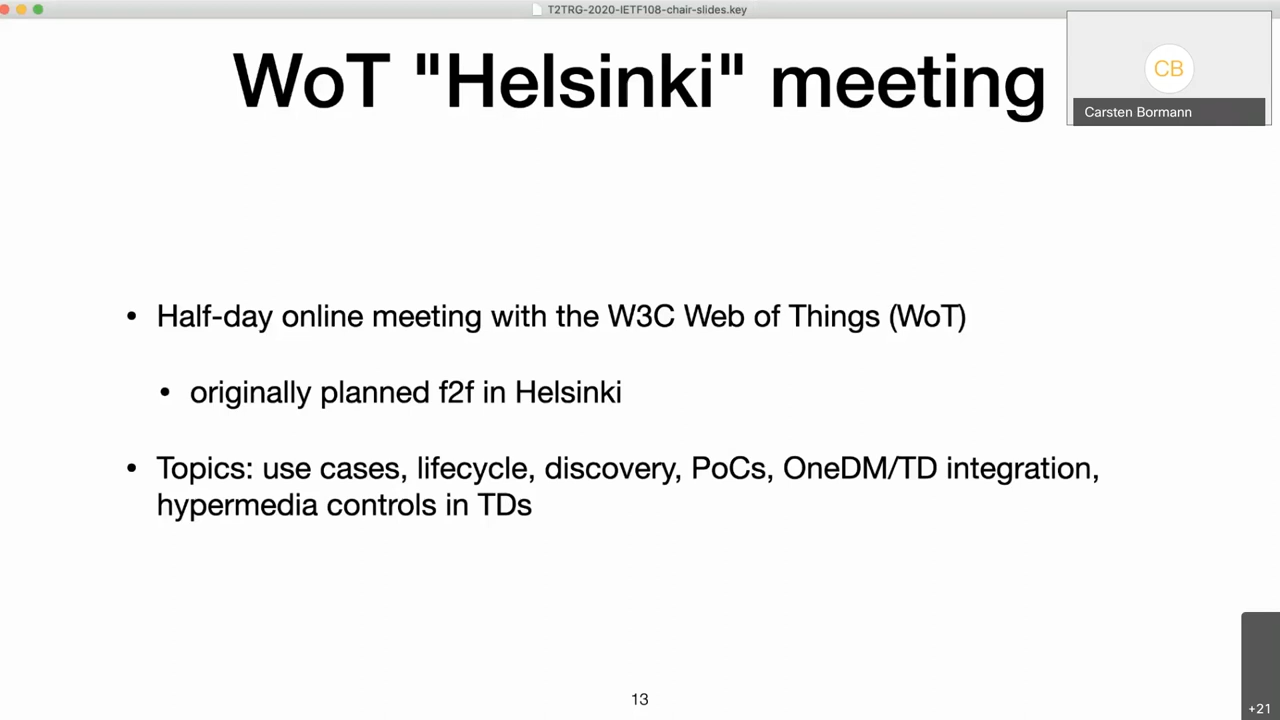 T2TRG-2020-IETF108-chair-slides.key
WoT "Helsinki" meeting
CB
Carsten Bormann
• Half-day online meeting with the W3C Web of Things (WoT)
• originally planned f2f in Helsinki
• Topics: use cases, lifecycle, discovery, PoCs, OneDM/TD integration,
hypermedia controls in TDs
13
+21